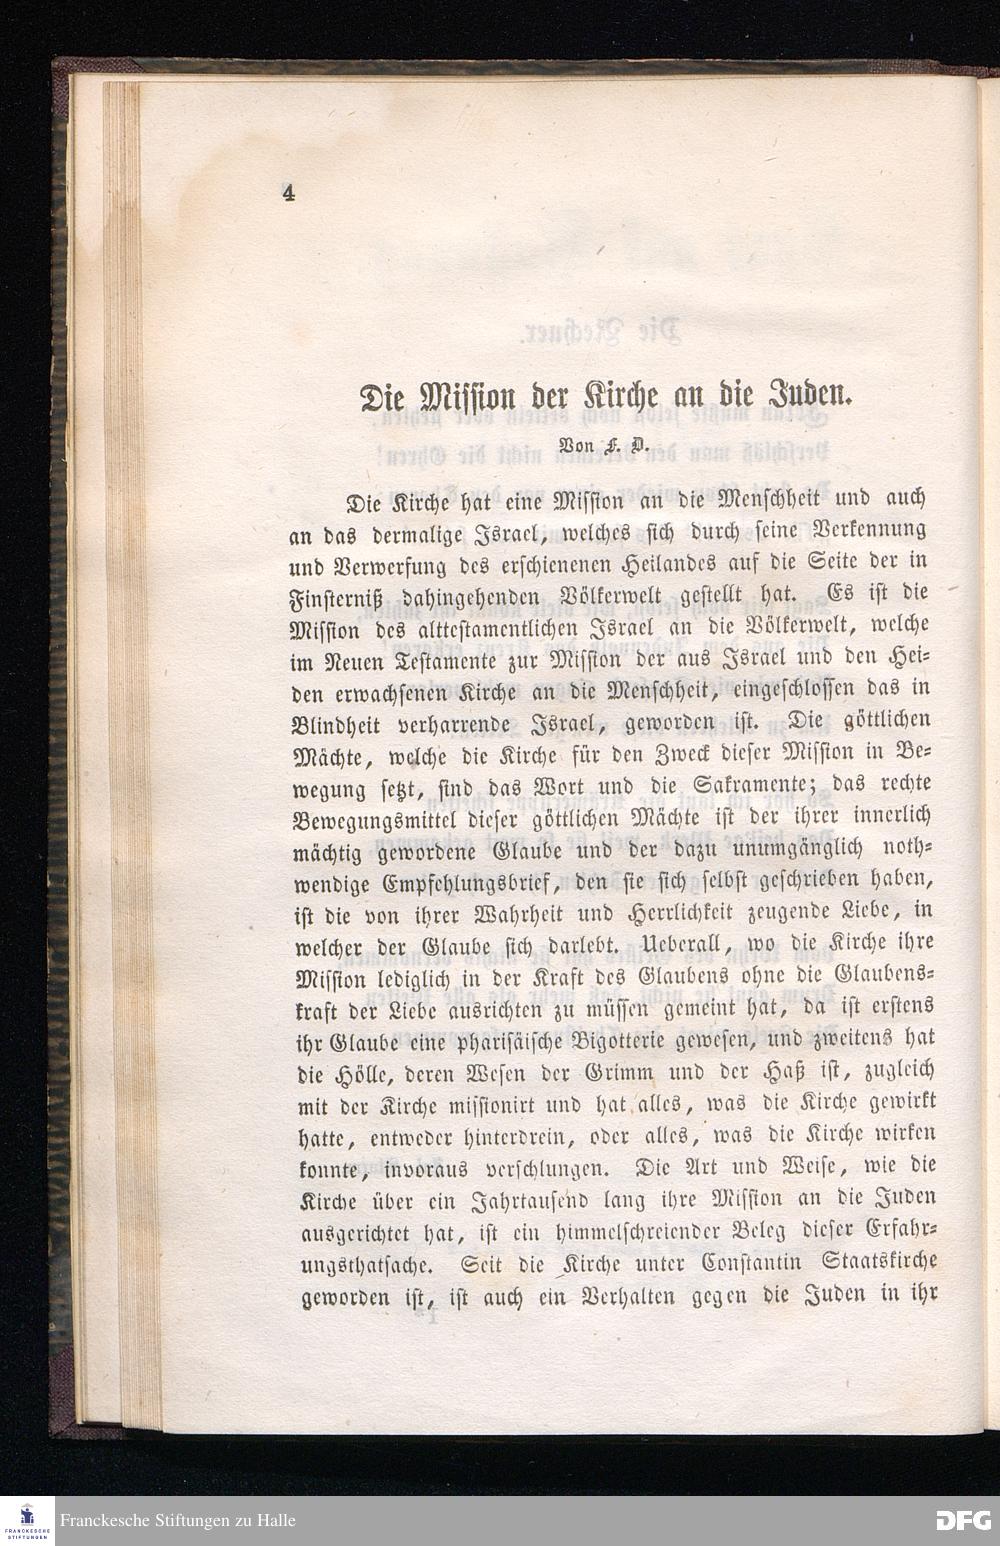 4
Die Mission der Kirche an die Juden.
Von F. D.
Die Kirche hat eine Mission an die Menschheit und auch
an das dermalige Israel, welches sich durch seine Verkennung
und Verwerfung des erschienenen Heilandes auf die Seite der in
Finsterniß dahingehenden Völkerwelt gestellt hat. Es ist die
Mission des alttestamentlichen Israel an die Völkerwelt, welche
im Neuen Testamente zur Mission der aus Israel und den Hei-
den erwachsenen Kirche an die Menschheit, eingeschlossen das in
Blindheit verharrende Israel, geworden ist. Die göttlichen
Mächte, welche die Kirche für den Zweck dieser Mission in Be-
wegung setzt, sind das Wort und die Sakramente; das rechte
Bewegungsmittel dieser göttlichen Mächte ist der ihrer innerlich
mächtig gewordene Glaube und der dazu unumgänglich noth-
wendige Empfehlungsbrief, den sie sich selbst geschrieben haben,
ist die von ihrer Wahrheit und Herrlichkeit zeugende Liebe, in
welcher der Glaube sich darlebt. Ueberall, wo die Kirche ihre
Mission lediglich in der Kraft des Glaubens ohne die Glaubens-
kraft der Liebe ausrichten zu müssen gemeint hat, da ist erstens
ihr Glaube eine pharisäische Bigotterie gewesen, und zweitens hat
die Hölle, deren Wesen der Grimm und der Haß ist, zugleich
mit der Kirche missionirt und hat alles, was die Kirche gewirkt
hatte, entweder hinterdrein, oder alles, was die Kirche wirken
konnte, invoraus verschlungen. Die Art und Weise, wie die
Kirche über ein Jahrtausend lang ihre Mission an die Juden
ausgerichtet hat, ist ein himmelschreiender Beleg dieser Erfahr-
ungsthatsache. Seit die Kirche unter Constantin Staatskirche
geworden ist, ist auch ein Verhalten gegen die Juden in ihr
FRANCKESCHE
STIFTUNGEN
Franckesche Stiftungen zu Halle
DFG